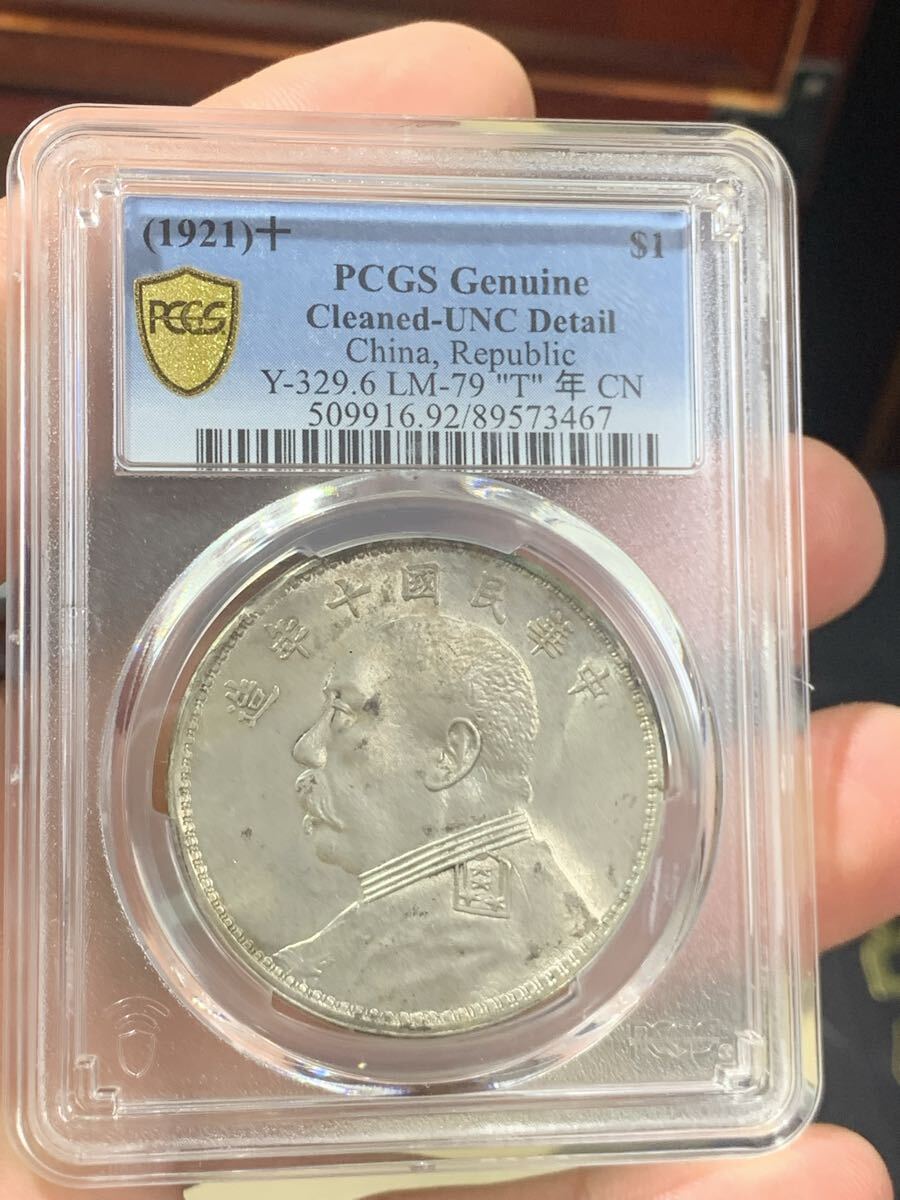 (1921)十 $1
PCGS Genuine
Cleaned-UNC Detail
China, Republic
Y-329.6 LM-79 "T" 年 CN
509916.92/89573467
PCGS
造年十國民華中
PCGS